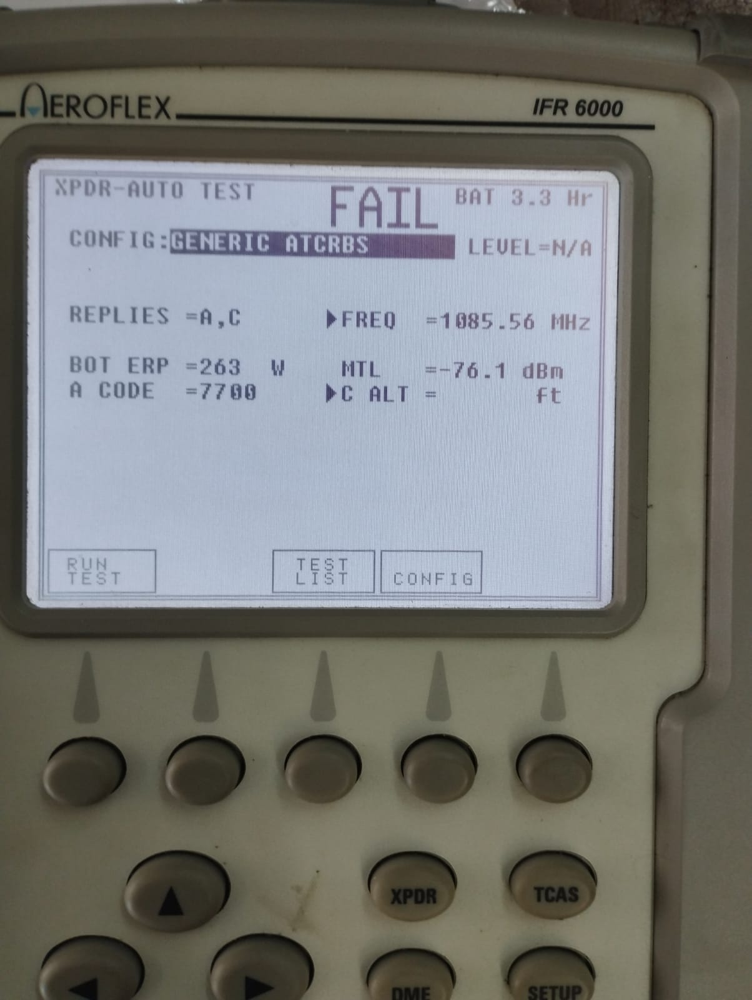 AEROFLEX
IFR 6000
XPDR-AUTO TEST FAIL BAT 3.3 Hr
CONFIG:GENERIC ATCRBS LEVEL=N/A
REPLIES =A,C ▶FREQ =1085.56 MHz
BOT ERP =263 W MTL =-76.1 dBm
A CODE =7700 ▶C ALT = ft
RUN TEST
TEST LIST
CONFIG
XPDR
TCAS
DME
SETUP